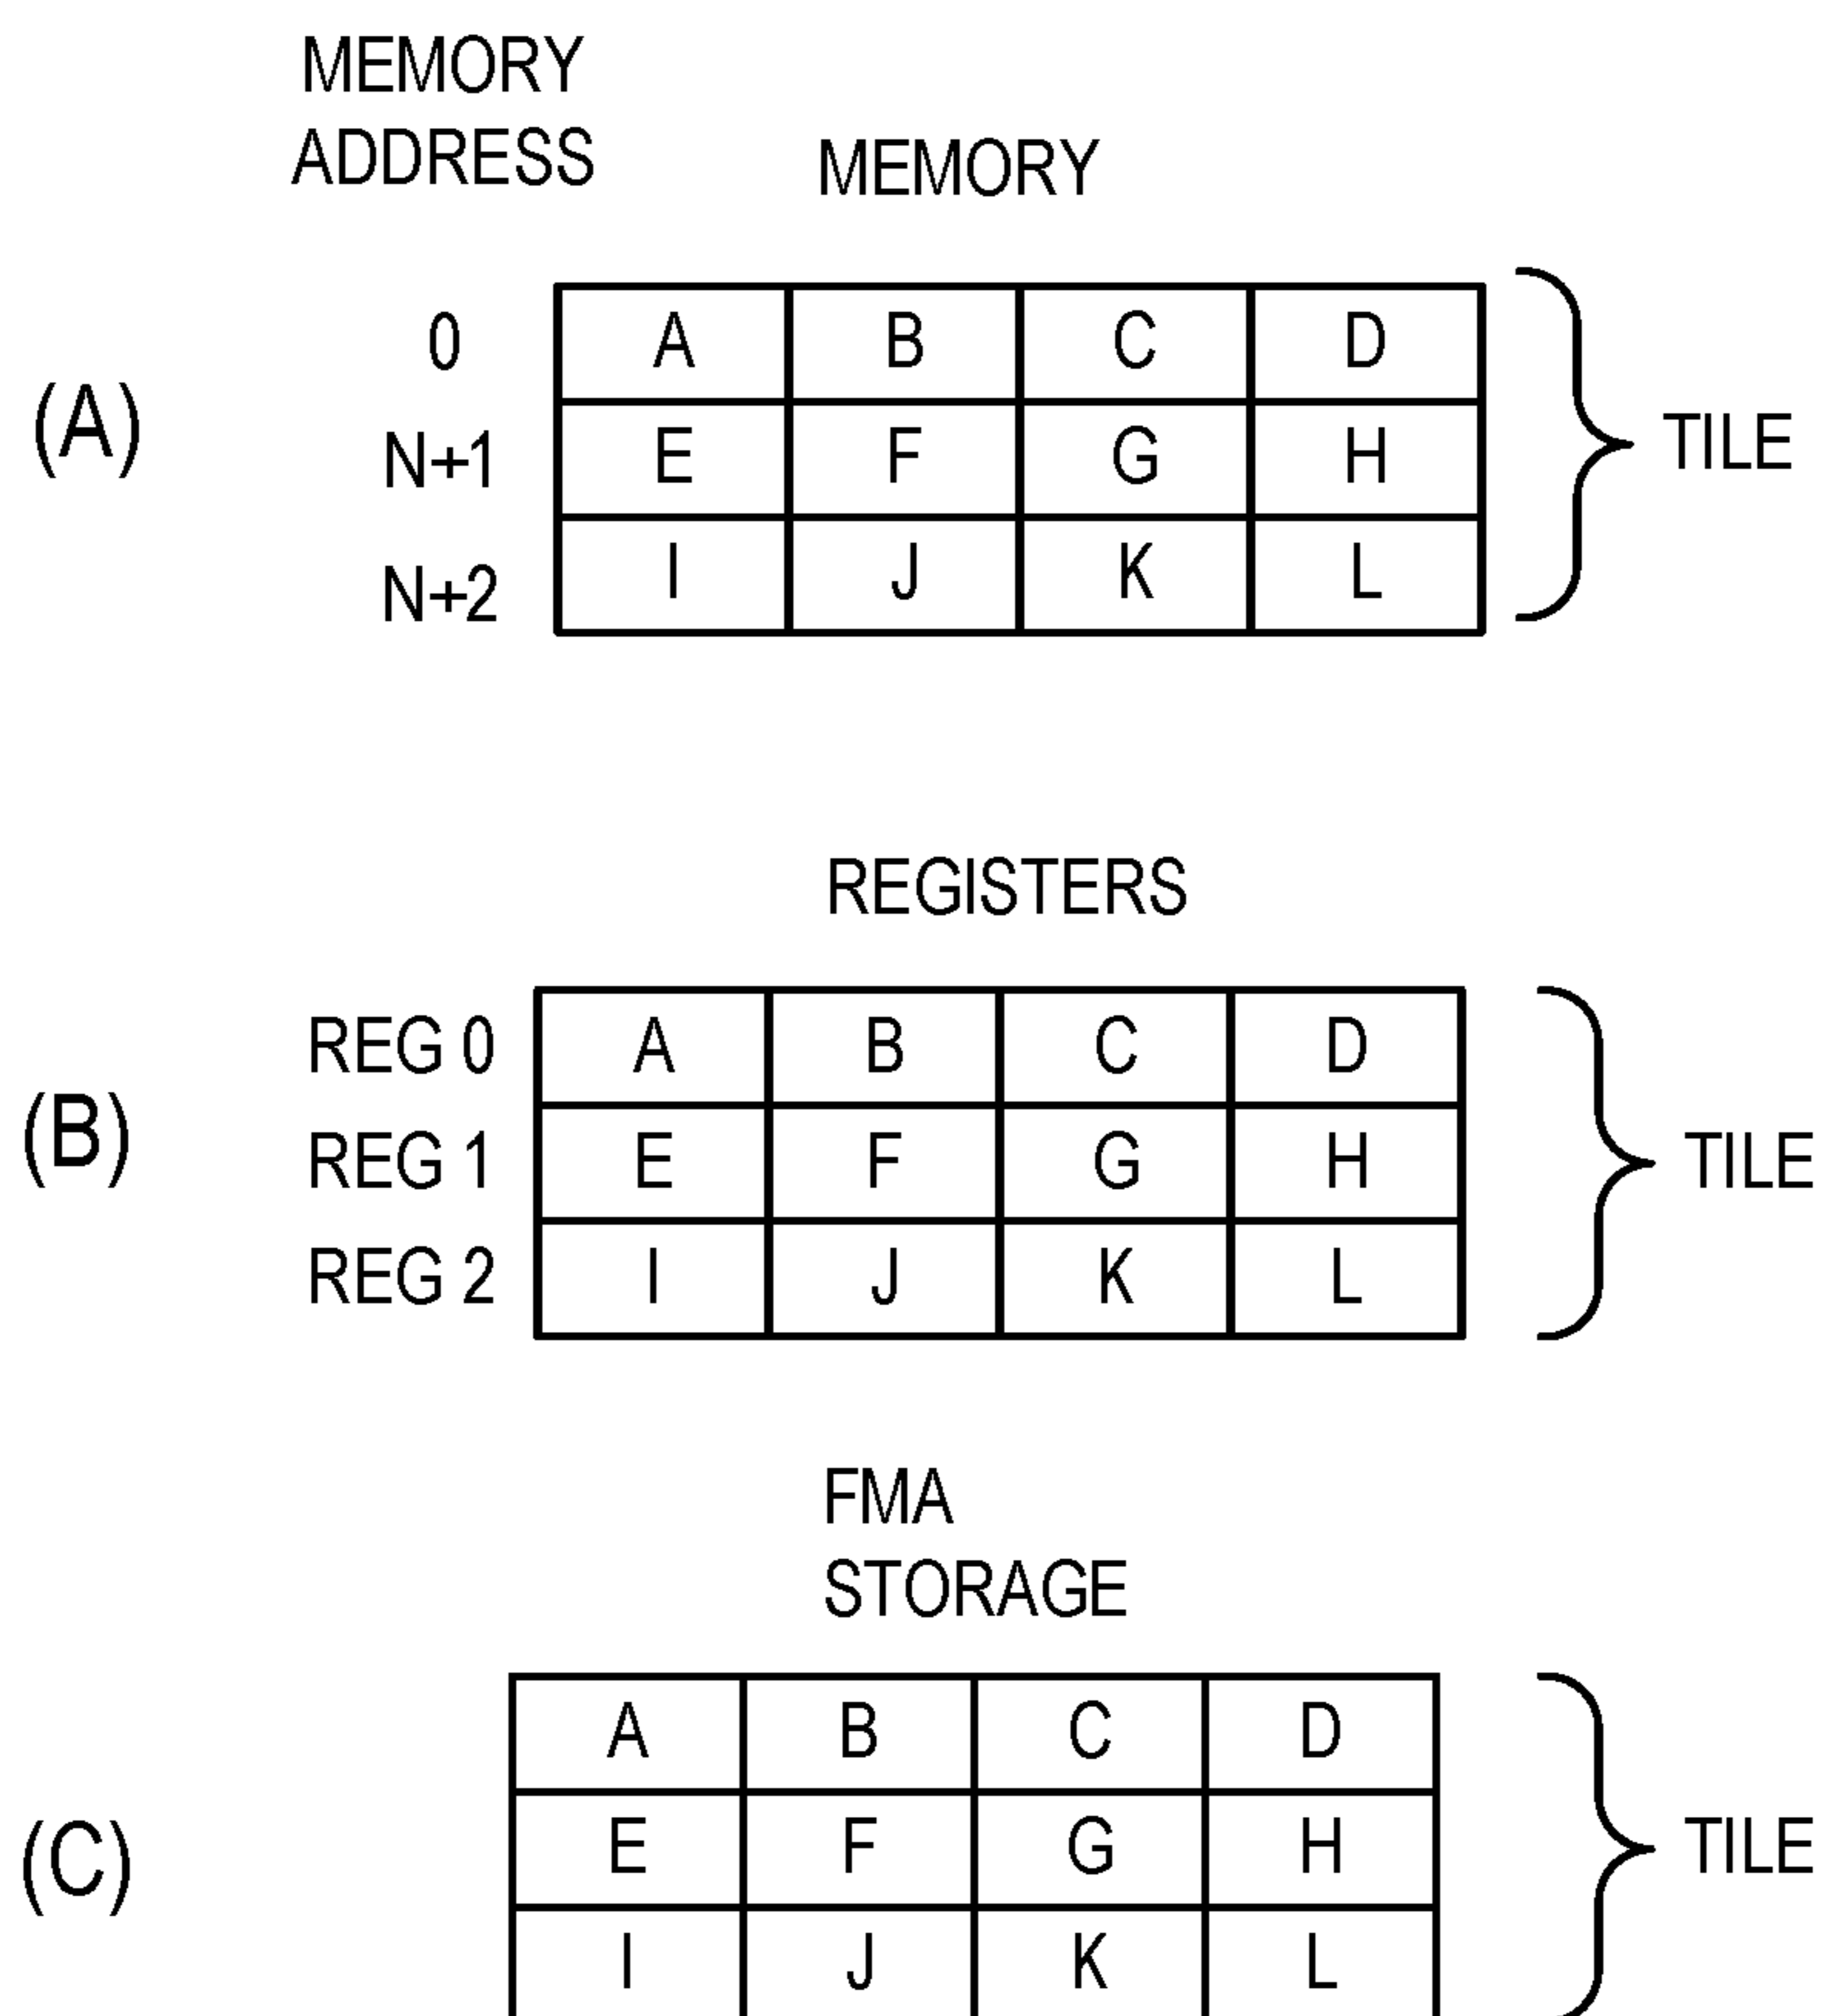 MEMORY
ADDRESS
MEMORY
(A)
0 A B C D
N+1 E F G H
N+2 I J K L
TILE
REGISTERS
(B)
REG 0 A B C D
REG 1 E F G H
REG 2 I J K L
TILE
FMA
STORAGE
(C)
A B C D
E F G H
I J K L
TILE